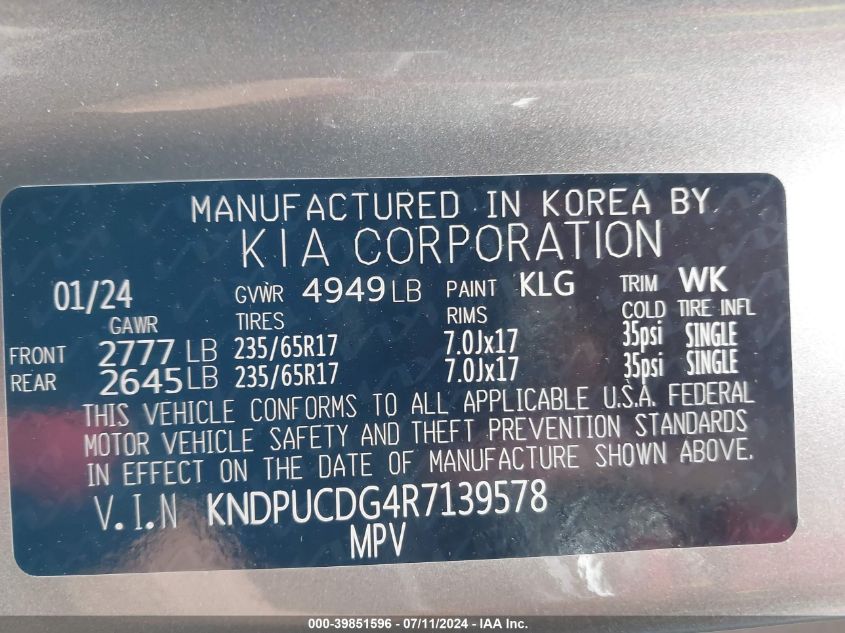 MANUFACTURED IN KOREA BY
KIA CORPORATION
01/24 GVWR 4949LB PAINT KLG TRIM WK
GAWR TIRES RIMS COLD TIRE INFL
FRONT 2777 LB 235/65R17 7.0Jx17 35psi SINGLE
REAR 2645LB 235/65R17 7.0Jx17 35psi SINGLE
THIS VEHICLE CONFORMS TO ALL APPLICABLE U.S.A. FEDERAL
MOTOR VEHICLE SAFETY AND THEFT PREVENTION STANDARDS
IN EFFECT ON THE DATE OF MANUFACTURE SHOWN ABOVE.
V.I.N KNDPUCDG4R7139578
MPV
000-39851596 - 07/11/2024 - IAA Inc.